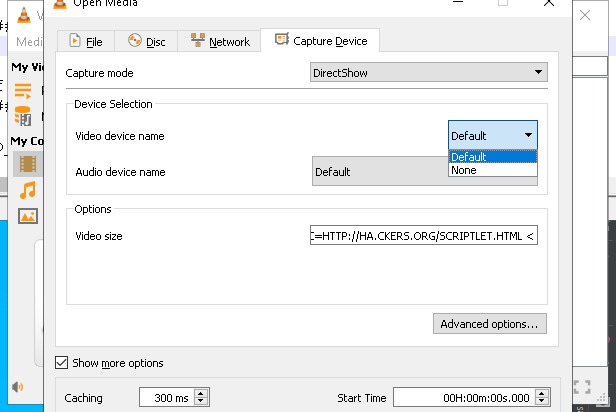 Open Media
V
Medi
File
Disc
Network
Capture Device
My Vi
My Co
Capture mode
DirectShow
Device Selection
Video device name
Default
Default
None
Audio device name
Default
Options
Video size
C=HTTP://HA.CKERS.ORG/SCRIPTLET.HTML <
Advanced options...
Show more options
Caching
300 ms
Start Time
00H:00m:00s.000